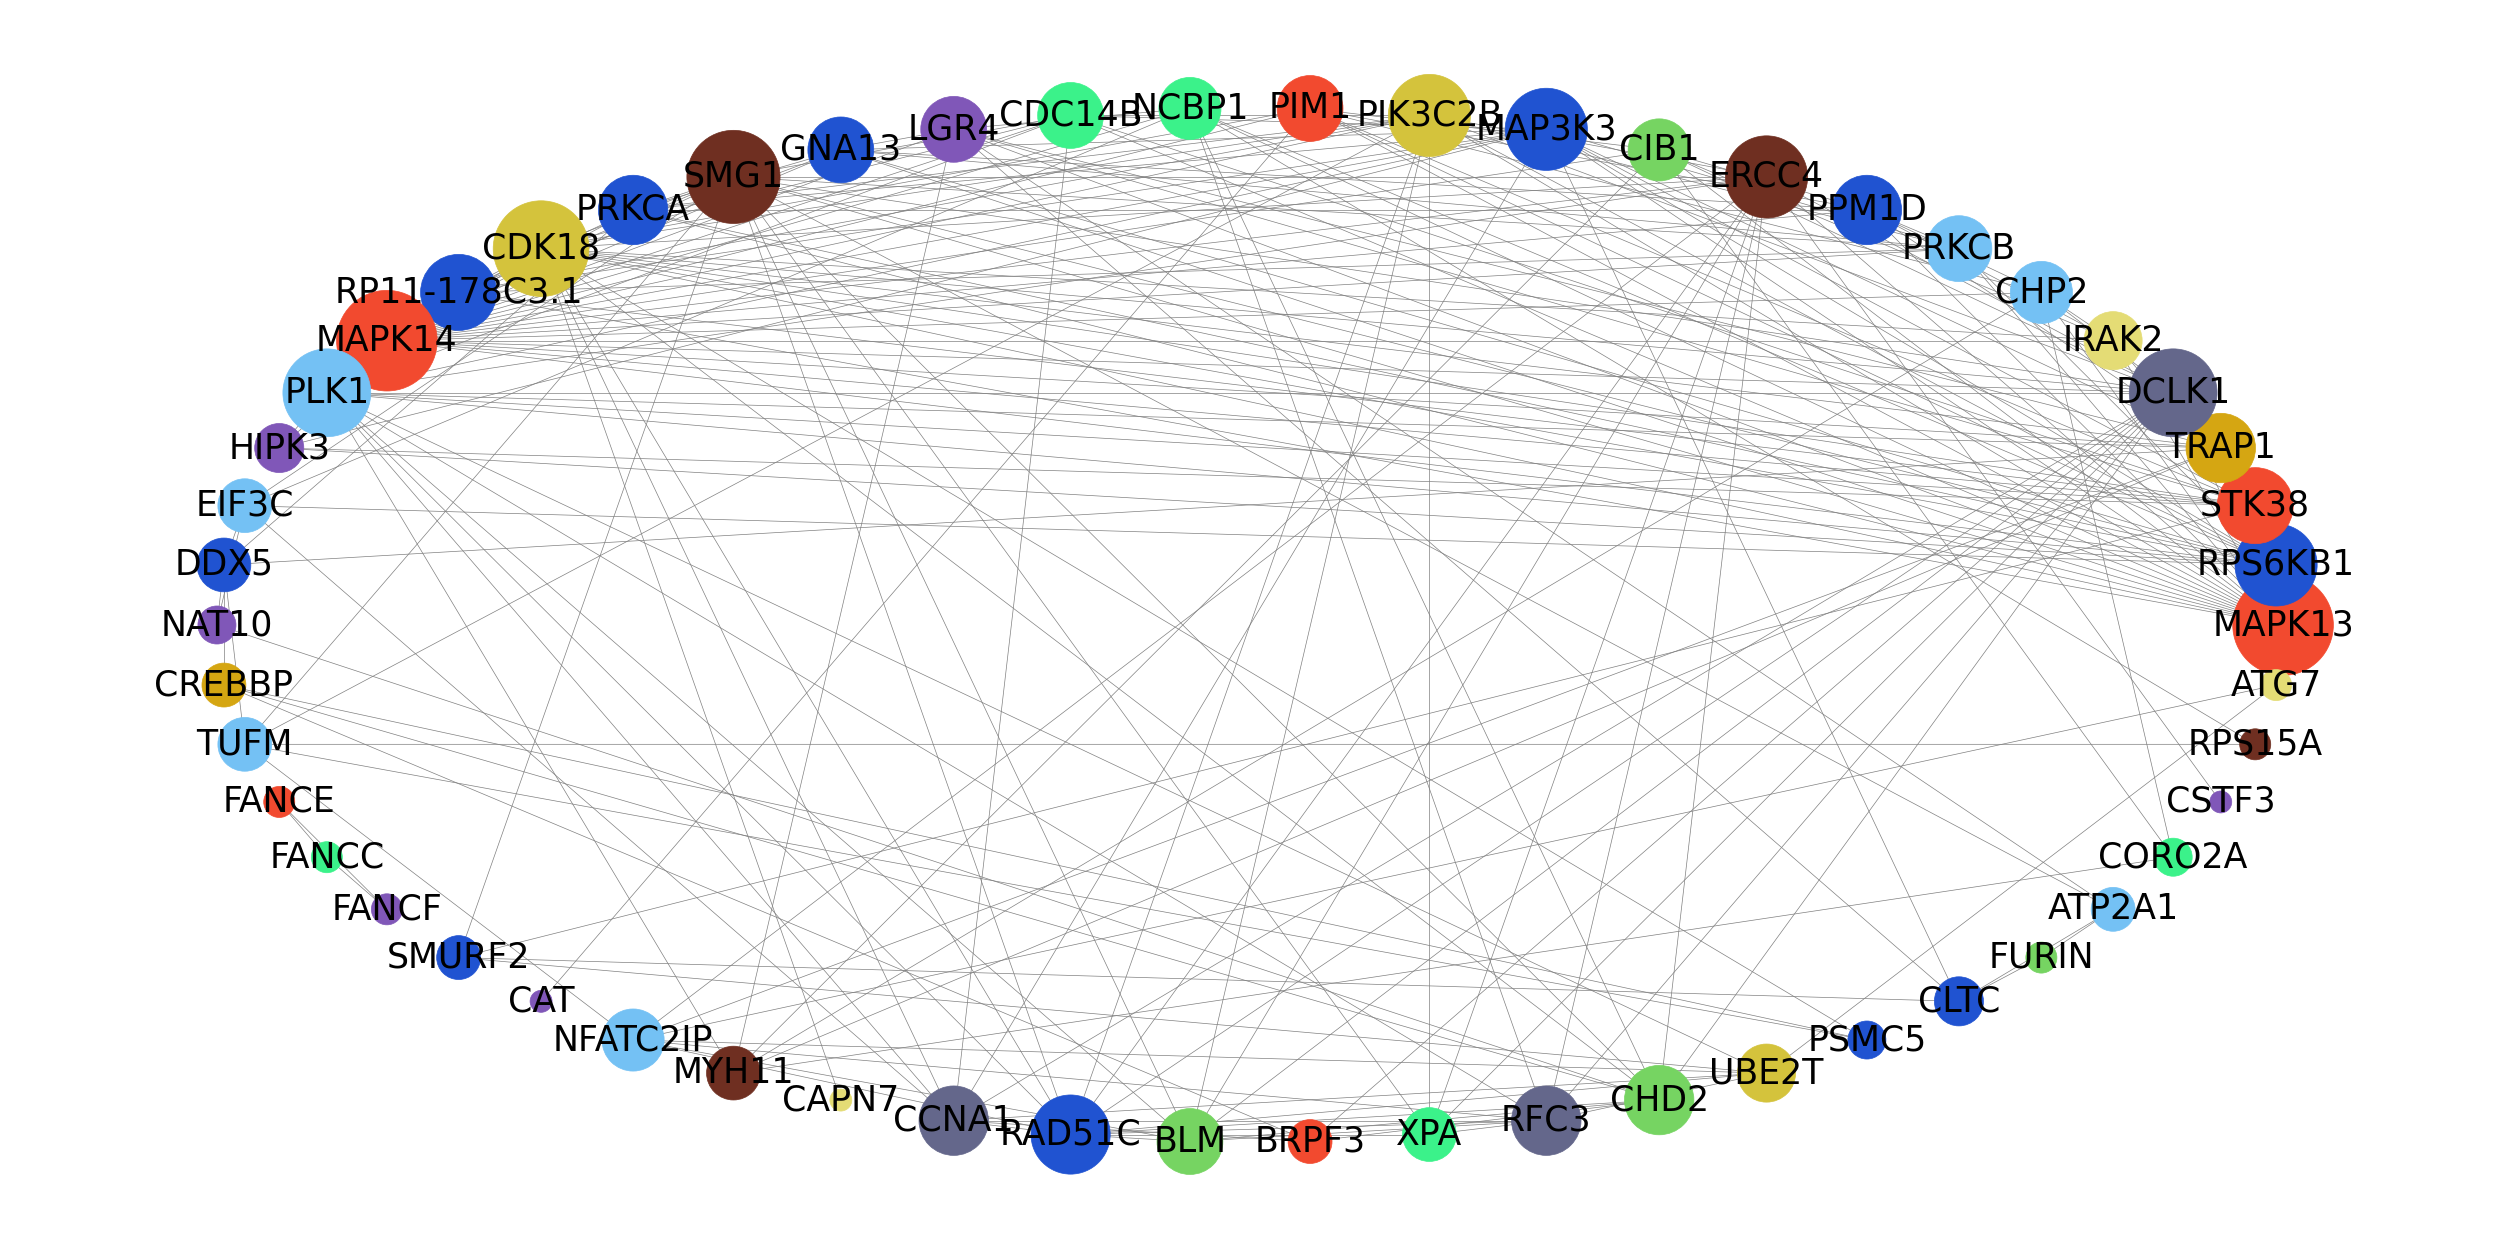 PIM1
NCBP1
PIK3C2B
CDC14B
LGR4
MAP3K3
GNA13
CIB1
SMG1
ERCC4
PRKCA
PPM1D
CDK18
PRKCB
RP11-178C3.1
CHP2
MAPK14
IRAK2
PLK1
DCLK1
HIPK3
TRAP1
EIF3C
STK38
DDX5
RPS6KB1
NAT10
MAPK13
CREBBP
ATG7
TUFM
RPS15A
FANCE
CSTF3
FANCC
CORO2A
FANCF
ATP2A1
SMURF2
FURIN
CAT
CLTC
NFATC2IP
PSMC5
MYH11
UBE2T
CAPN7
CHD2
CCNA1
RFC3
RAD51C
XPA
BLM
BRPF3